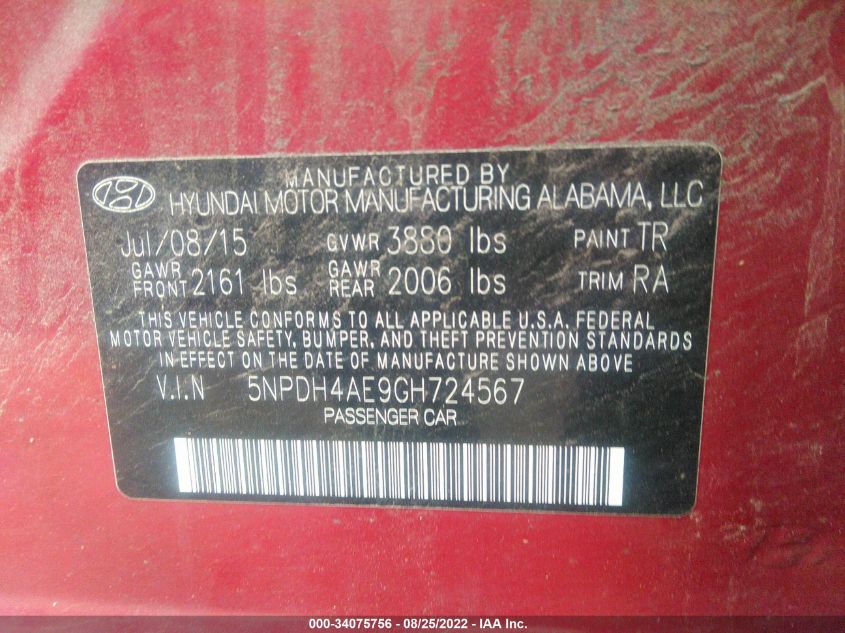 MANUFACTURED BY
HYUNDAI MOTOR MANUFACTURING ALABAMA, LLC
Jul/08/15 GVWR 3880 lbs PAINT TR
GAWR FRONT 2161 lbs GAWR REAR 2006 lbs TRIM RA
THIS VEHICLE CONFORMS TO ALL APPLICABLE U.S.A. FEDERAL
MOTOR VEHICLE SAFETY, BUMPER, AND THEFT PREVENTION STANDARDS
IN EFFECT ON THE DATE OF MANUFACTURE SHOWN ABOVE
V.I.N 5NPDH4AE9GH724567
PASSENGER CAR
000-34075756 - 08/25/2022 - IAA Inc.